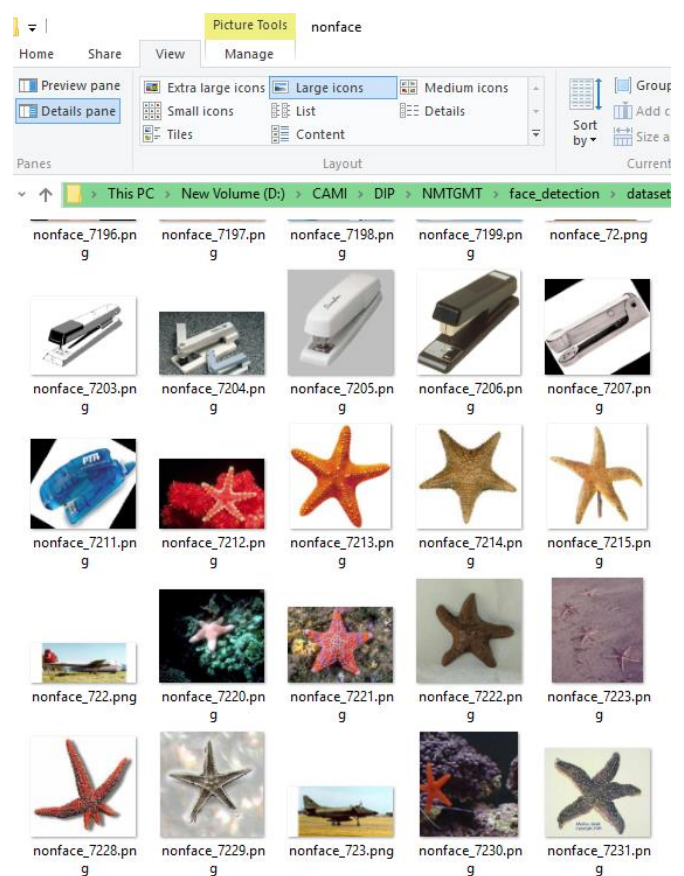 Picture Tools nonface
Home Share View Manage
Preview pane Extra large icons Large icons Medium icons Group
Details pane Small icons List Details Add c
Tiles Content Sort by Size a
Panes Layout Current
This PC > New Volume (D:) > CAMI > DIP > NMTGMT > face_detection > dataset
nonface_7196.pn nonface_7197.pn nonface_7198.pn nonface_7199.pn nonface_72.png
g g g g
nonface_7203.pn nonface_7204.pn nonface_7205.pn nonface_7206.pn nonface_7207.pn
g g g g g
PTA
nonface_7211.pn nonface_7212.pn nonface_7213.pn nonface_7214.pn nonface_7215.pn
g g g g g
nonface_722.png nonface_7220.pn nonface_7221.pn nonface_7222.pn nonface_7223.pn
g g g g
nonface_7228.pn nonface_7229.pn nonface_723.png nonface_7230.pn nonface_7231.pn
g g g g